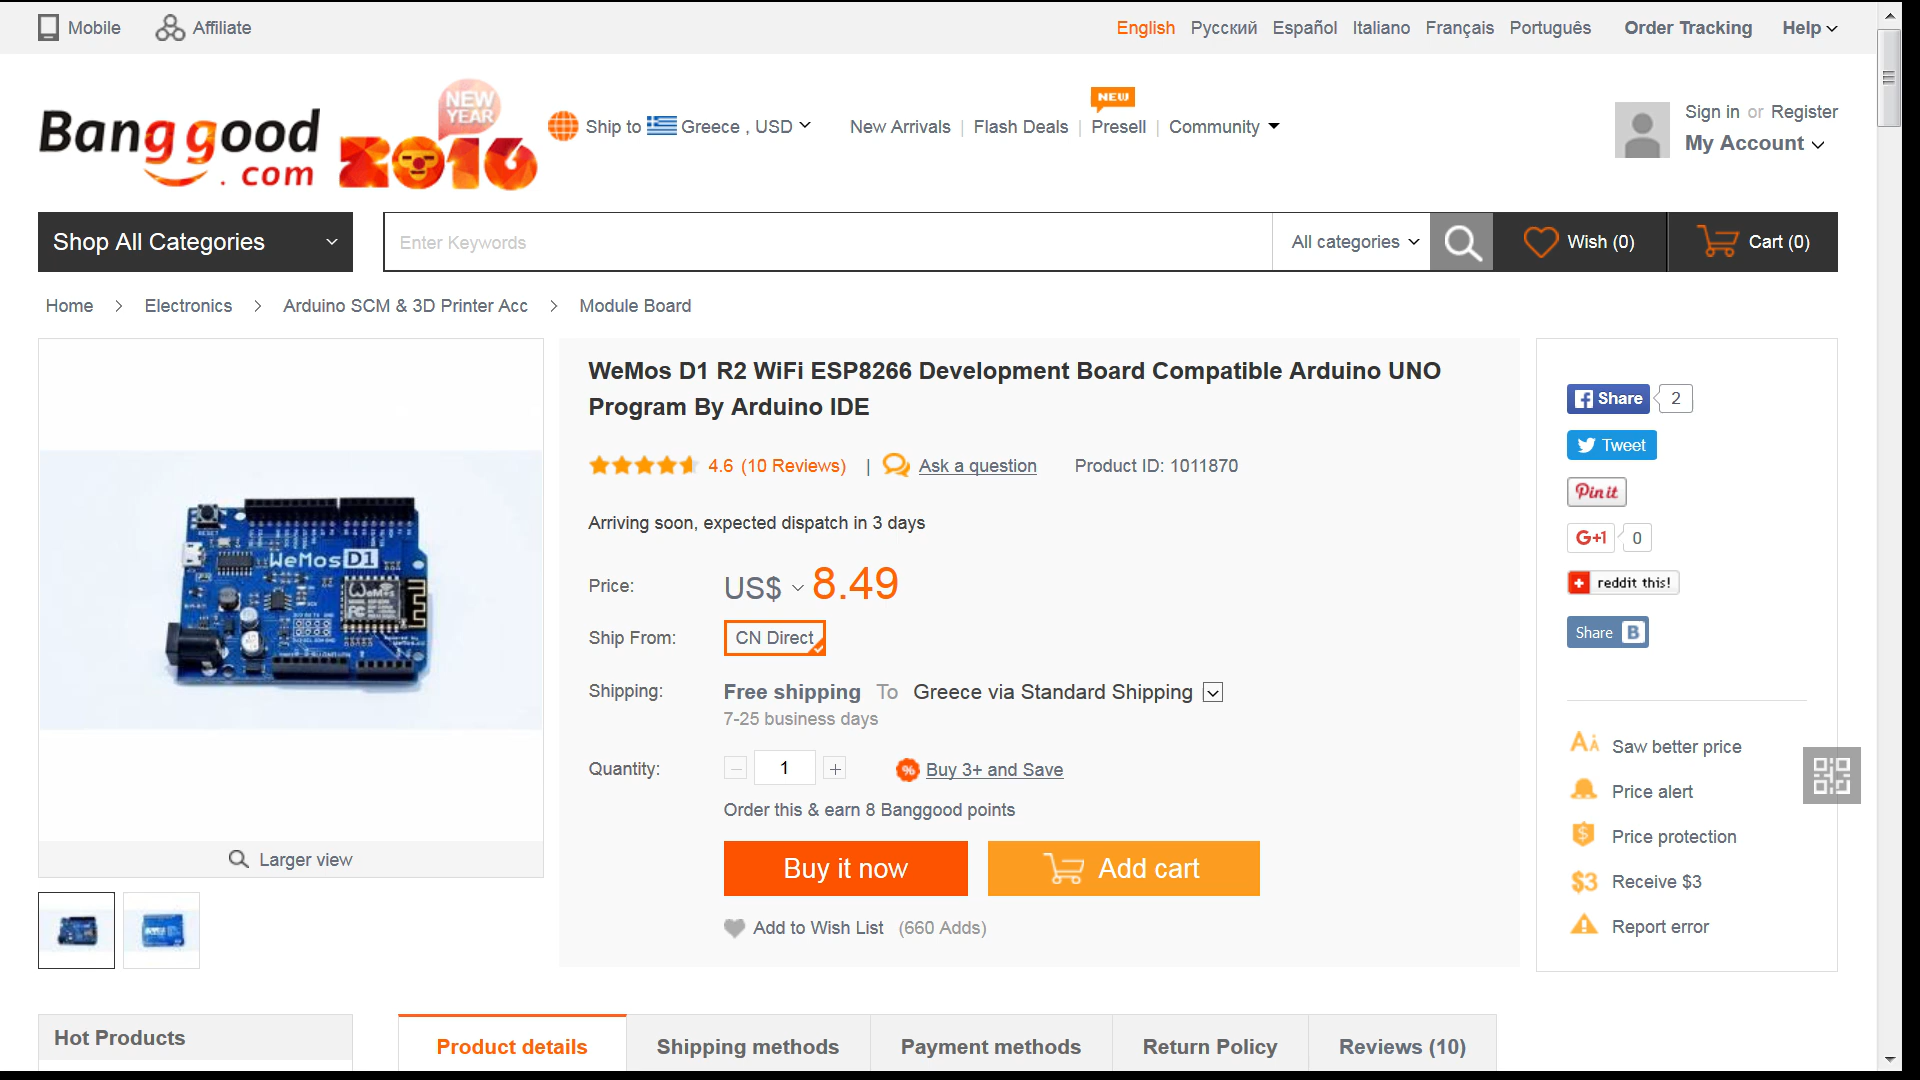 Mobile
Affiliate
English Русский Español Italiano Français Português Order Tracking Help
Banggood
.com
NEW
YEAR
2016
Ship to Greece , USD
New Arrivals | Flash Deals | Presell | Community
NEW
Sign in or Register
My Account
Shop All Categories
Enter Keywords
All categories
Wish (0)
Cart (0)
Home > Electronics > Arduino SCM & 3D Printer Acc > Module Board
WeMos D1 R2 WiFi ESP8266 Development Board Compatible Arduino UNO
Program By Arduino IDE
4.6 (10 Reviews) | Ask a question Product ID: 1011870
Arriving soon, expected dispatch in 3 days
Price: US$ 8.49
Ship From: CN Direct
Shipping: Free shipping To Greece via Standard Shipping
7-25 business days
Quantity: − 1 + % Buy 3+ and Save
Order this & earn 8 Banggood points
Buy it now
Add cart
Add to Wish List (660 Adds)
RESET
WeMos D1
WeMos
FC
Larger view
Share 2
Tweet
Pin it
G+1 0
reddit this!
Share B
Saw better price
Price alert
$ Price protection
$3 Receive $3
Report error
Hot Products
Product details
Shipping methods
Payment methods
Return Policy
Reviews (10)